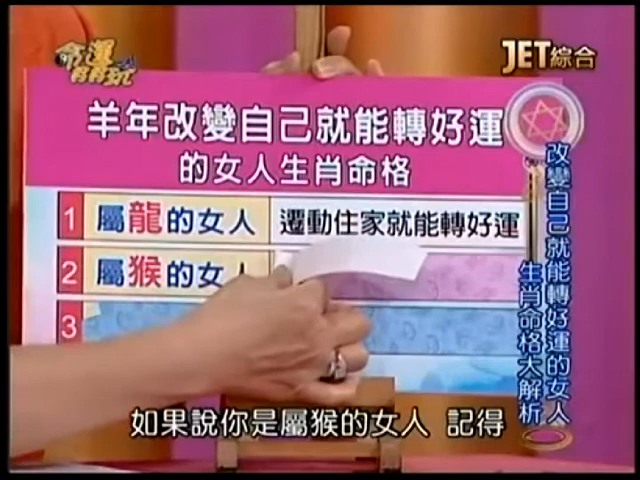 命運好好玩
JET綜合
羊年改變自己就能轉好運
的女人生肖命格
1 屬龍的女人 遷動住家就能轉好運
2 屬猴的女人
3
改變自己就能轉好運的女人
生肖命格大解析
如果說你是屬猴的女人 記得